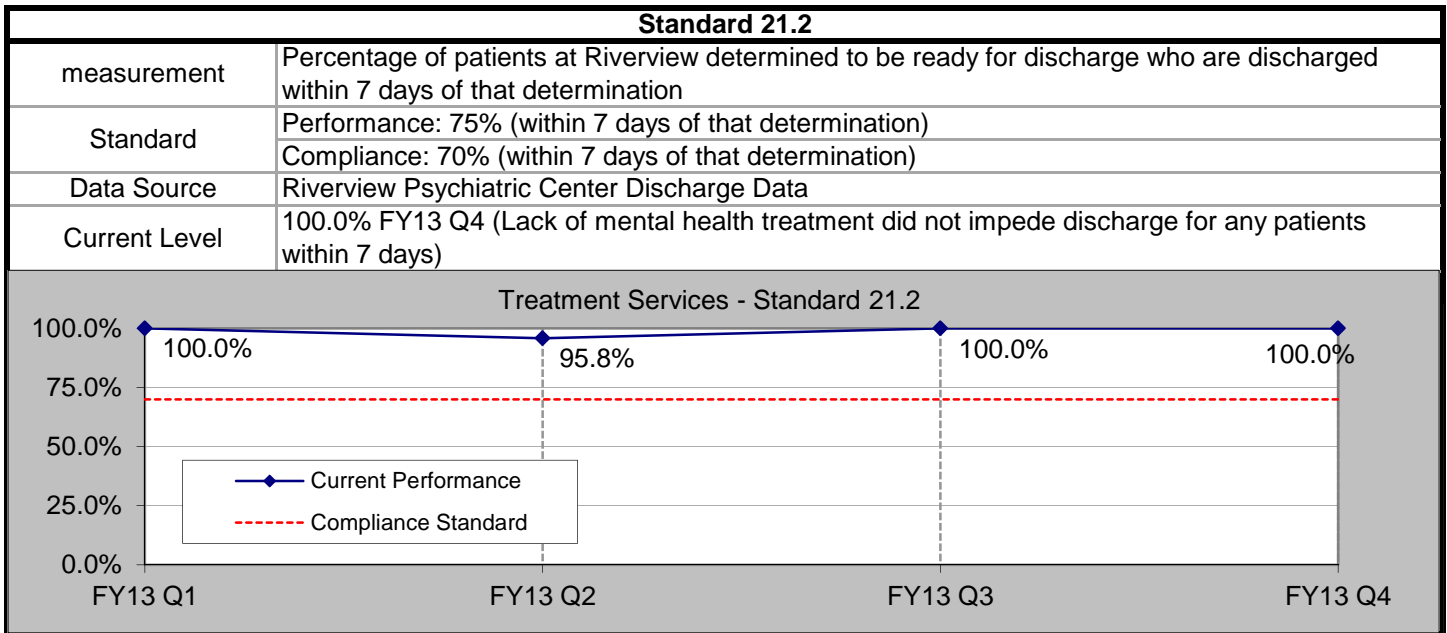 Standard 21.2
measurement
Percentage of patients at Riverview determined to be ready for discharge who are discharged
within 7 days of that determination
Standard
Performance: 75% (within 7 days of that determination)
Compliance: 70% (within 7 days of that determination)
Data Source
Riverview Psychiatric Center Discharge Data
Current Level
100.0% FY13 Q4 (Lack of mental health treatment did not impede discharge for any patients
within 7 days)
Treatment Services - Standard 21.2
100.0%
100.0%
95.8%
100.0%
100.0%
75.0%
50.0%
Current Performance
25.0%
Compliance Standard
0.0%
FY13 Q1
FY13 Q2
FY13 Q3
FY13 Q4